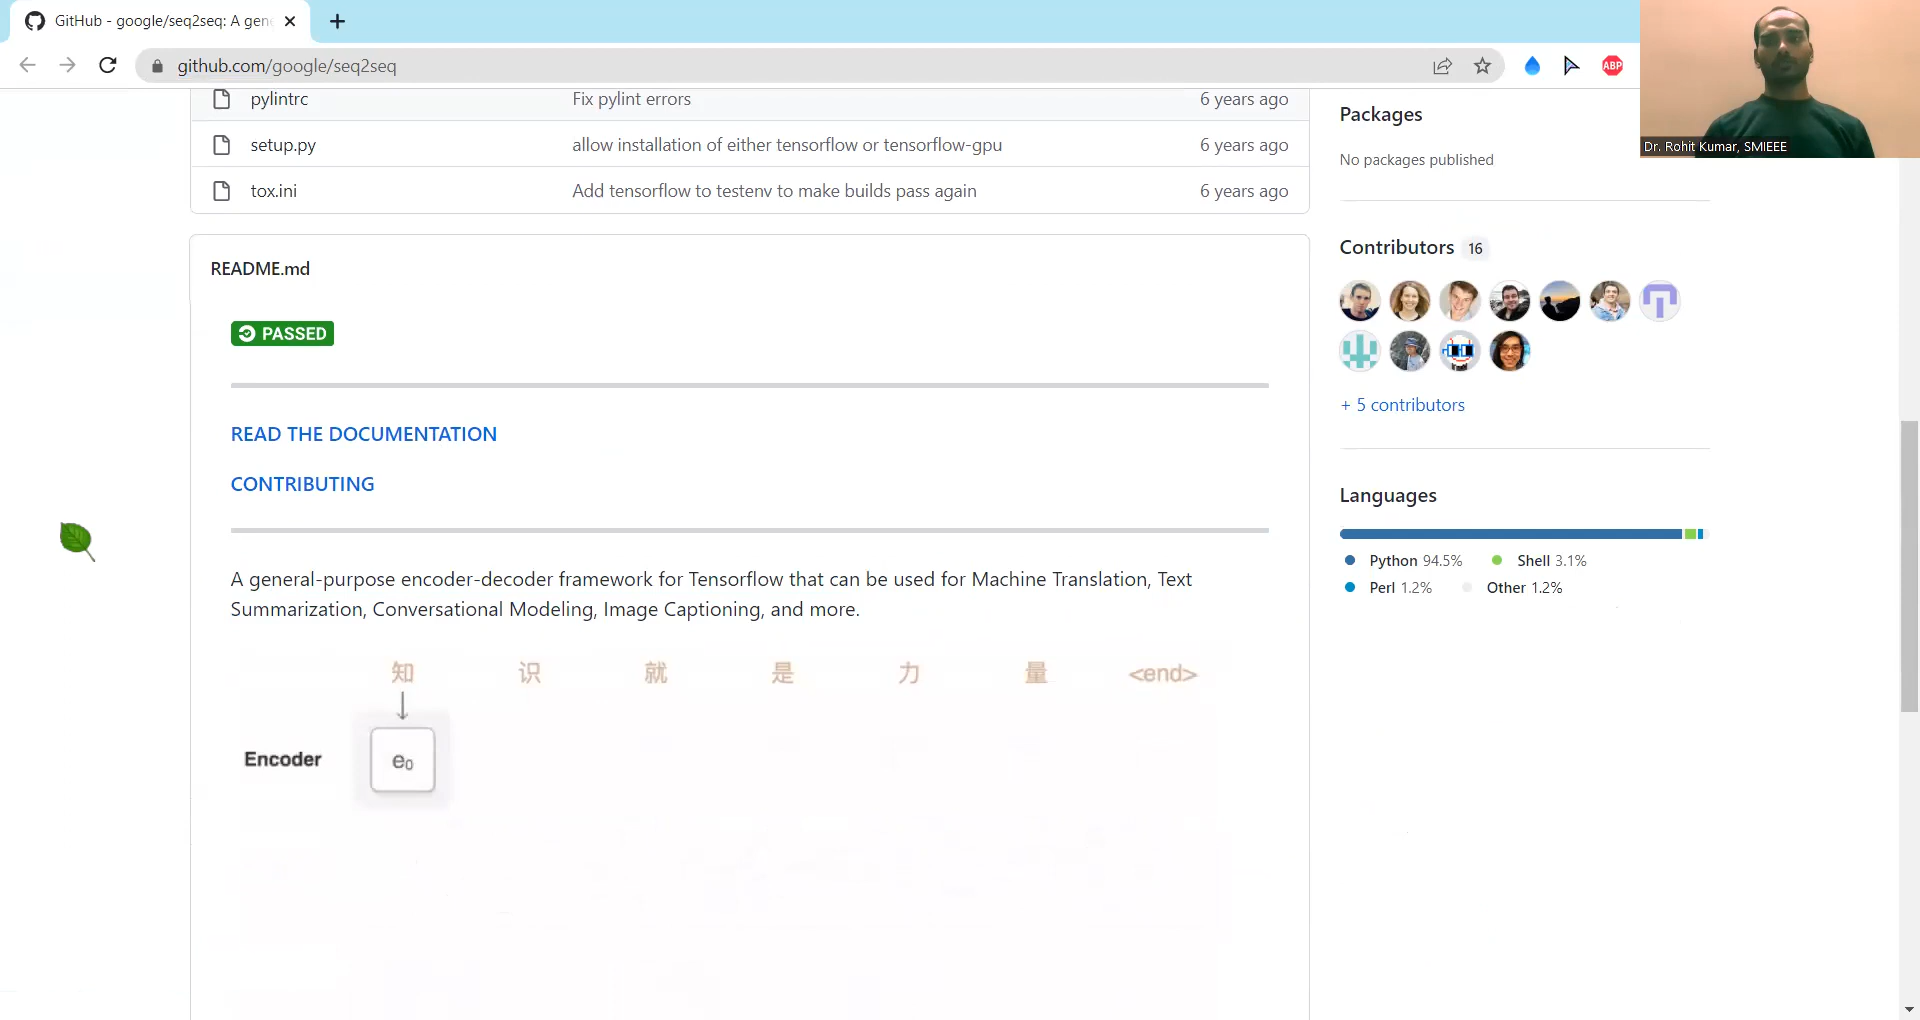 GitHub - google/seq2seq: A gen
github.com/google/seq2seq
ABP
Dr. Rohit Kumar, SMIEEE
pylintrc Fix pylint errors 6 years ago
setup.py allow installation of either tensorflow or tensorflow-gpu 6 years ago
tox.ini Add tensorflow to testenv to make builds pass again 6 years ago
README.md
PASSED
READ THE DOCUMENTATION
CONTRIBUTING
A general-purpose encoder-decoder framework for Tensorflow that can be used for Machine Translation, Text
Summarization, Conversational Modeling, Image Captioning, and more.
知 识 就 是 力 量 <end>
Encoder e0
Packages
No packages published
Contributors 16
+ 5 contributors
Languages
Python 94.5% Shell 3.1%
Perl 1.2% Other 1.2%